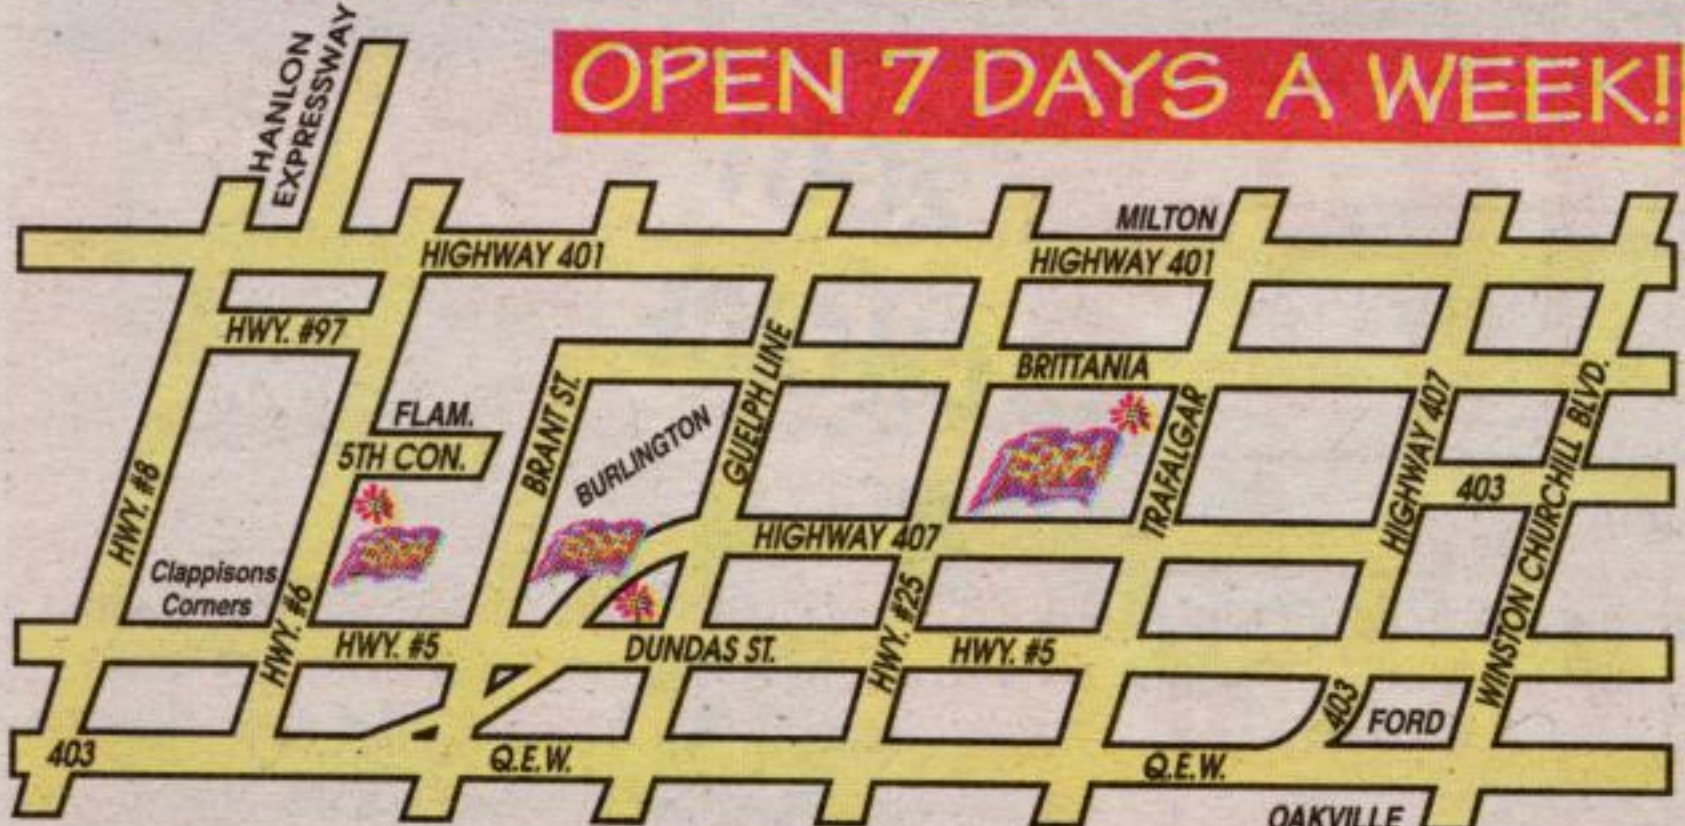 OPEN 7 DAYS A WEEK!
HANLON
EXPRESSWAY
MILTON
HIGHWAY 401
HIGHWAY 401
HWY. #97
BRITTANIA
FLAM.
5TH CON.
BRANT ST.
BURLINGTON
GUELPH LINE
TRAFALGAR
HIGHWAY 407
WINSTON CHURCHILL BLVD.
403
HWY. #8
HIGHWAY 407
Clappisons
Corners
HWY. #6
HWY. #25
HWY. #5
DUNDAS ST.
HWY. #5
403
FORD
403
Q.E.W.
Q.E.W.
OAKVILLE